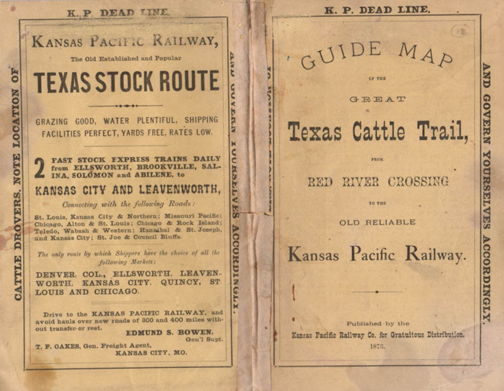 K. P. DEAD LINE.
CATTLE DROVERS, NOTE LOCATION OF
AND GOVERN YOURSELVES ACCORDINGLY.
KANSAS PACIFIC RAILWAY,
The Old Established and Popular
TEXAS STOCK ROUTE
GRAZING GOOD, WATER PLENTIFUL, SHIPPING
FACILITIES PERFECT, YARDS FREE, RATES LOW.
2 FAST STOCK EXPRESS TRAINS DAILY
from ELLSWORTH, BROOKVILLE, SAL-
INA, SOLOMON and ABILENE, to
KANSAS CITY AND LEAVENWORTH,
Connecting with the following Roads:
St. Louis, Kansas City & Northern; Missouri Pacific;
Chicago, Alton & St. Louis; Chicago & Rock Island;
Toledo, Wabash & Western; Hannibal & St. Joseph,
and Kansas City; St. Joe & Council Bluffs.
The only route by which Shippers have the choice of all the
following Markets:
DENVER, COL., ELLSWORTH, LEAVEN-
WORTH, KANSAS CITY, QUINCY, ST
LOUIS AND CHICAGO.
Drive to the KANSAS PACIFIC RAILWAY, and
avoid hauls over new roads of 300 and 400 miles with-
out transfer or rest.
EDMUND S. BOWEN,
Gen'l Supt.
T. F. OAKES, Gen. Freight Agent,
KANSAS CITY, MO.
K. P. DEAD LINE,
AND GOVERN YOURSELVES ACCORDINGLY.
GUIDE MAP
OF THE
GREAT
Texas Cattle Trail,
FROM
RED RIVER CROSSING
TO THE
OLD RELIABLE
Kansas Pacific Railway.
Published by the
Kansas Pacific Railway Co. for Gratuitous Distribution.